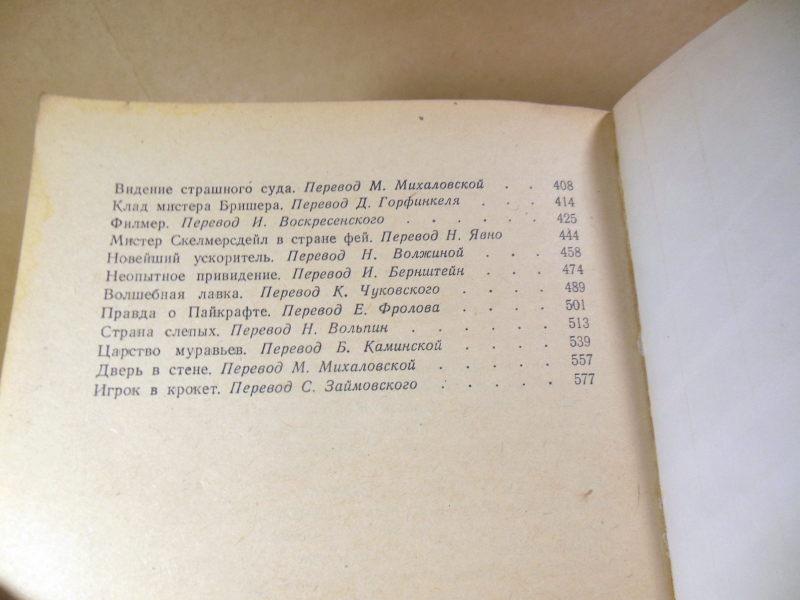 Видение страшного суда. Перевод М. Михаловской . . 408
Клад мистера Бришера. Перевод Д. Горфинкеля . . . 414
Филмер. Перевод И. Воскресенского . . . . . . 425
Мистер Скелмерсдейл в стране фей. Перевод Н. Явно 444
Новейший ускоритель. Перевод Н. Волжиной . . . 458
Неопытное привидение. Перевод И. Бернштейн . . . 474
Волшебная лавка. Перевод К. Чуковского . . . . 489
Правда о Пайкрафте. Перевод Е. Фролова . . . . 501
Страна слепых. Перевод Н. Вольпин . . . . . . 513
Царство муравьев. Перевод Б. Каминской . . . . 539
Дверь в стене. Перевод М. Михаловской . . . . . 557
Игрок в крокет. Перевод С. Займовского . . . . . 577